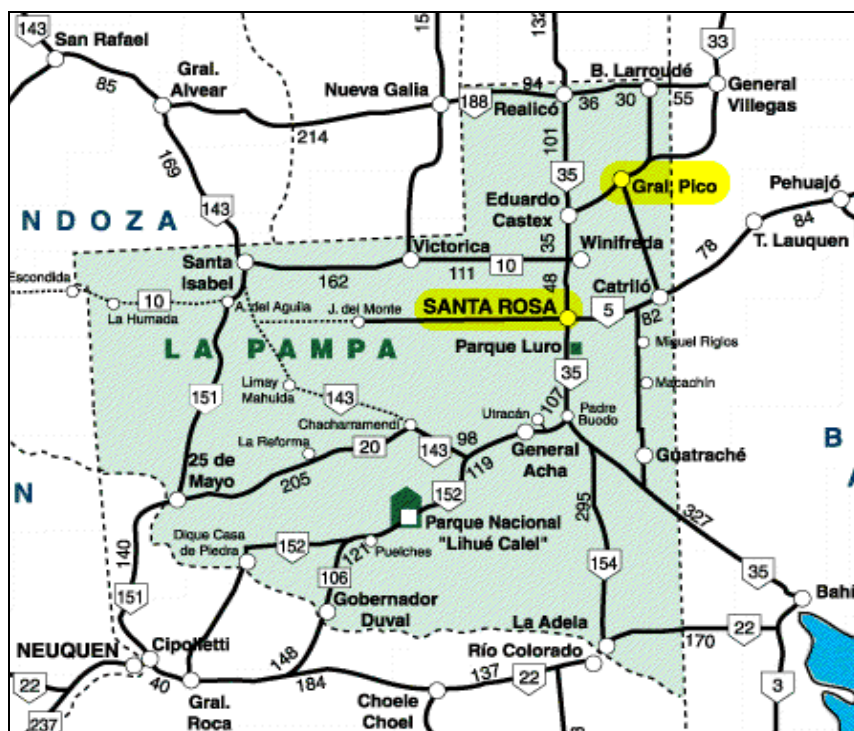 143
San Rafael
85
Gral.
Alvear
15
132
33
Nueva Galia
188
94
B. Larroudé
Realicó
36
30
55
General
Villegas
214
169
101
35
Gral. Pico
Eduardo
Castex
Pehuajó
84
T. Lauquen
78
143
NDOZA
Victorica
35
Winifreda
Santa
Isabel
162
111
10
48
Catriló
Escondida
10
La Humada
A. del Aguila
J. del Monte
SANTA ROSA
5
82
LA PAMPA
Parque Luro
Miguel Riglos
35
Macachín
Limay
Mahuida
143
151
Chacharramendi
Utracán
107
Padre
Buodo
La Reforma
20
143
98
119
General
Acha
Guatraché
B
A
25 de
Mayo
205
N
152
295
327
Parque Nacional
"Lihué Calel"
Dique Casa
de Piedra
152
121
Puelches
140
106
154
35
151
Gobernador
Duval
Bahí
La Adela
22
170
NEUQUEN
Cipolletti
148
Río Colorado
137
22
40
184
22
Gral.
Roca
Choele
Choel
3
237